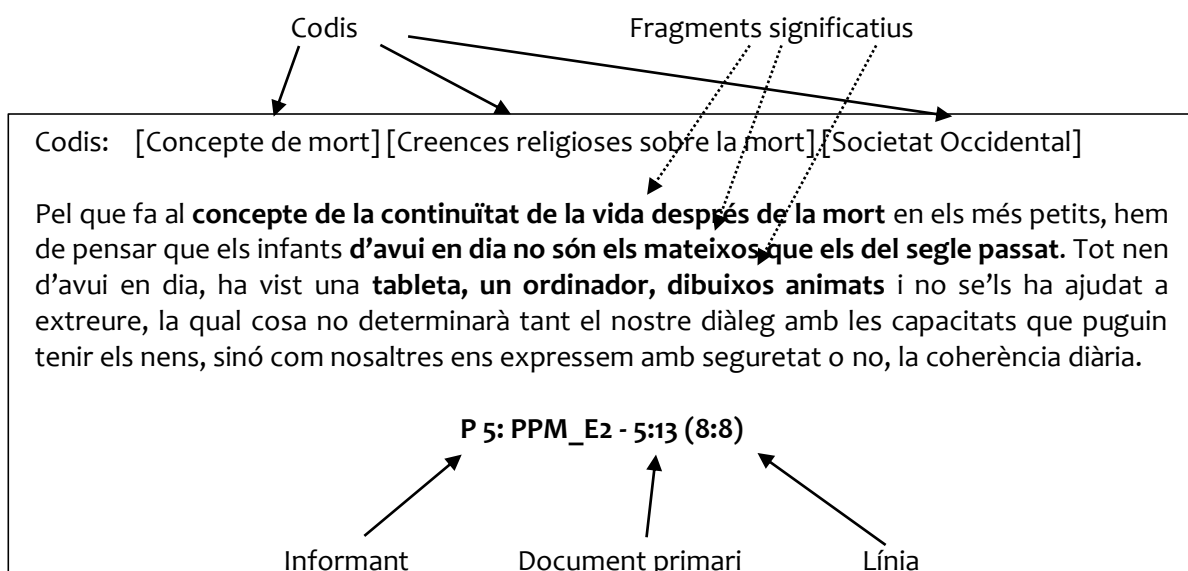 Codis Fragments significatius
Codis: [Concepte de mort] [Creences religioses sobre la mort] [Societat Occidental]
Pel que fa al concepte de la continuïtat de la vida després de la mort en els més petits, hem
de pensar que els infants d’avui en dia no són els mateixos que els del segle passat. Tot nen
d’avui en dia, ha vist una tableta, un ordinador, dibuixos animats i no se’ls ha ajudat a
extreure, la qual cosa no determinarà tant el nostre diàleg amb les capacitats que puguin
tenir els nens, sinó com nosaltres ens expressem amb seguretat o no, la coherència diària.
P 5: PPM_E2 - 5:13 (8:8)
Informant Document primari Línia